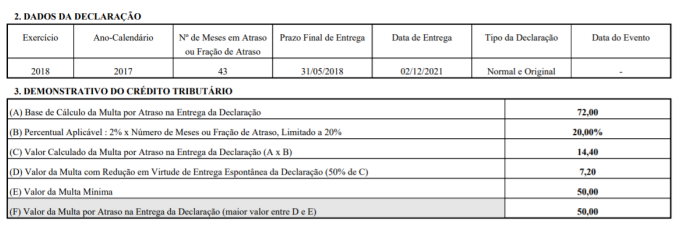 2. DADOS DA DECLARAÇÃO
Exercício Ano-Calendário Nº de Meses em Atraso Prazo Final de Entrega Data de Entrega Tipo da Declaração Data do Evento
ou Fração de Atraso
2018 2017 43 31/05/2018 02/12/2021 Normal e Original -
3. DEMONSTRATIVO DO CRÉDITO TRIBUTÁRIO
(A) Base de Cálculo da Multa por Atraso na Entrega da Declaração 72,00
(B) Percentual Aplicável : 2% x Número de Meses ou Fração de Atraso, Limitado a 20% 20,00%
(C) Valor Calculado da Multa por Atraso na Entrega da Declaração (A x B) 14,40
(D) Valor da Multa com Redução em Virtude de Entrega Espontânea da Declaração (50% de C) 7,20
(E) Valor da Multa Mínima 50,00
(F) Valor da Multa por Atraso na Entrega da Declaração (maior valor entre D e E) 50,00